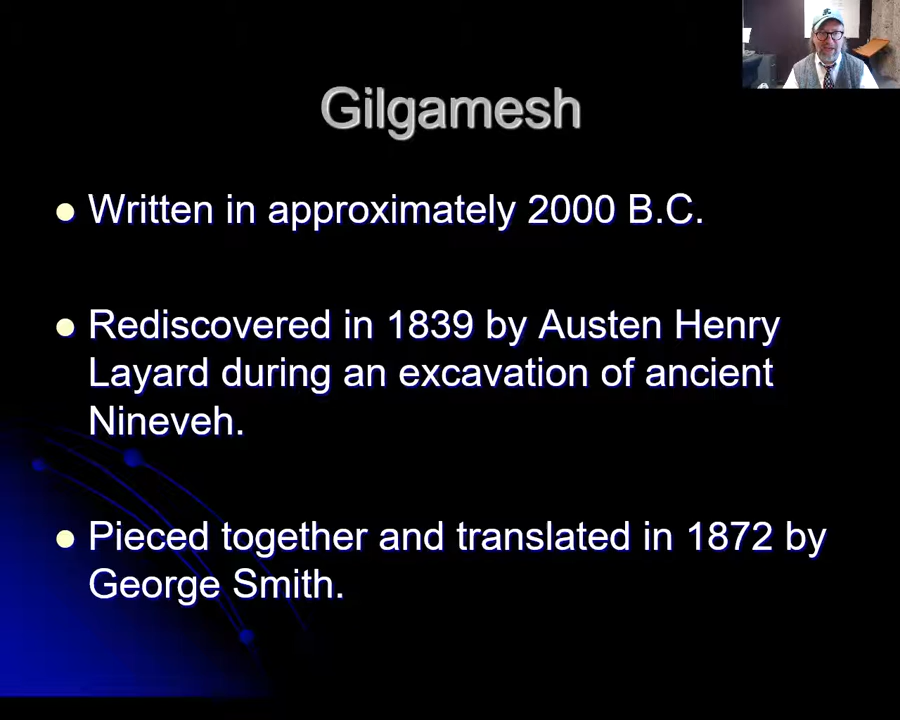 Gilgamesh
Written in approximately 2000 B.C.
Rediscovered in 1839 by Austen Henry
Layard during an excavation of ancient
Nineveh.
Pieced together and translated in 1872 by
George Smith.